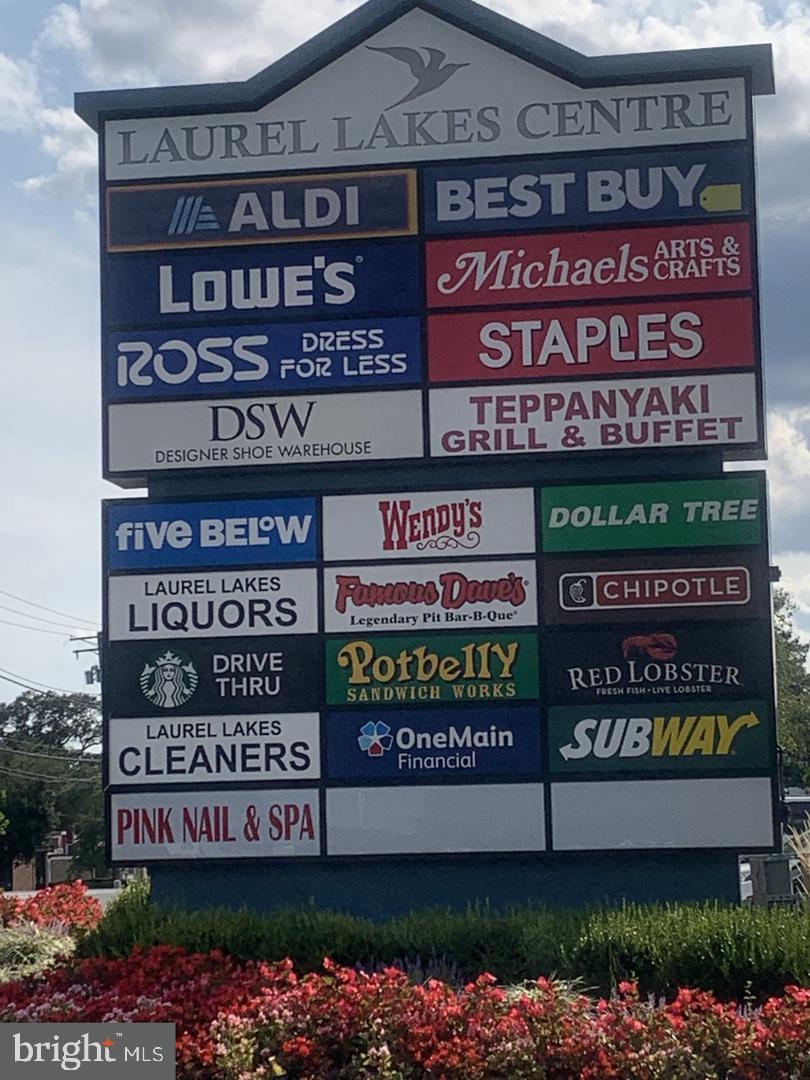 LAUREL LAKES CENTRE
ALDI
BEST BUY
LOWE'S
Michaels ARTS &
CRAFTS
ROSS DRESS
FOR LESS
STAPLES
DSW
DESIGNER SHOE WAREHOUSE
TEPPANYAKI
GRILL & BUFFET
five BELOW
WENDY'S
DOLLAR TREE
LAUREL LAKES
LIQUORS
Famous Dave's
Legendary Pit Bar-B-Que
CHIPOTLE
DRIVE
THRU
Potbelly
SANDWICH WORKS
RED LOBSTER
FRESH FISH • LIVE LOBSTER
LAUREL LAKES
CLEANERS
OneMain
Financial
SUBWAY
PINK NAIL & SPA
bright™ MLS